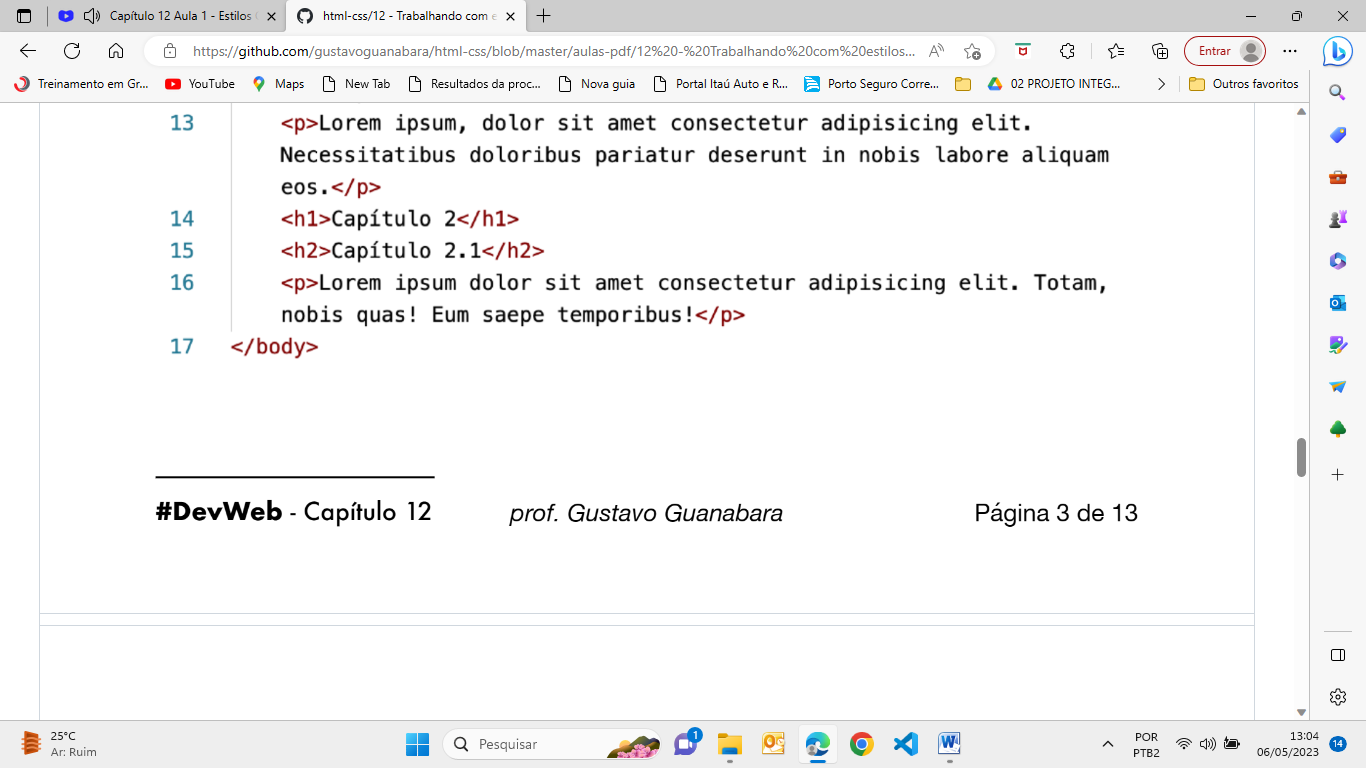 Capítulo 12 Aula 1 - Estilos
html-css/12 - Trabalhando com e
https://github.com/gustavoguanabara/html-css/blob/master/aulas-pdf/12%20-%20Trabalhando%20com%20estilos...
Entrar
Treinamento em Gr...
YouTube
Maps
New Tab
Resultados da proc...
Nova guia
Portal Itaú Auto e R...
Porto Seguro Corre...
02 PROJETO INTEG...
Outros favoritos
13 <p>Lorem ipsum, dolor sit amet consectetur adipisicing elit.
Necessitatibus doloribus pariatur deserunt in nobis labore aliquam
eos.</p>
14 <h1>Capítulo 2</h1>
15 <h2>Capítulo 2.1</h2>
16 <p>Lorem ipsum dolor sit amet consectetur adipisicing elit. Totam,
nobis quas! Eum saepe temporibus!</p>
17 </body>
#DevWeb - Capítulo 12 prof. Gustavo Guanabara Página 3 de 13
25°C
Ar: Ruim
Pesquisar
1
POR
PTB2
13:04
06/05/2023
14